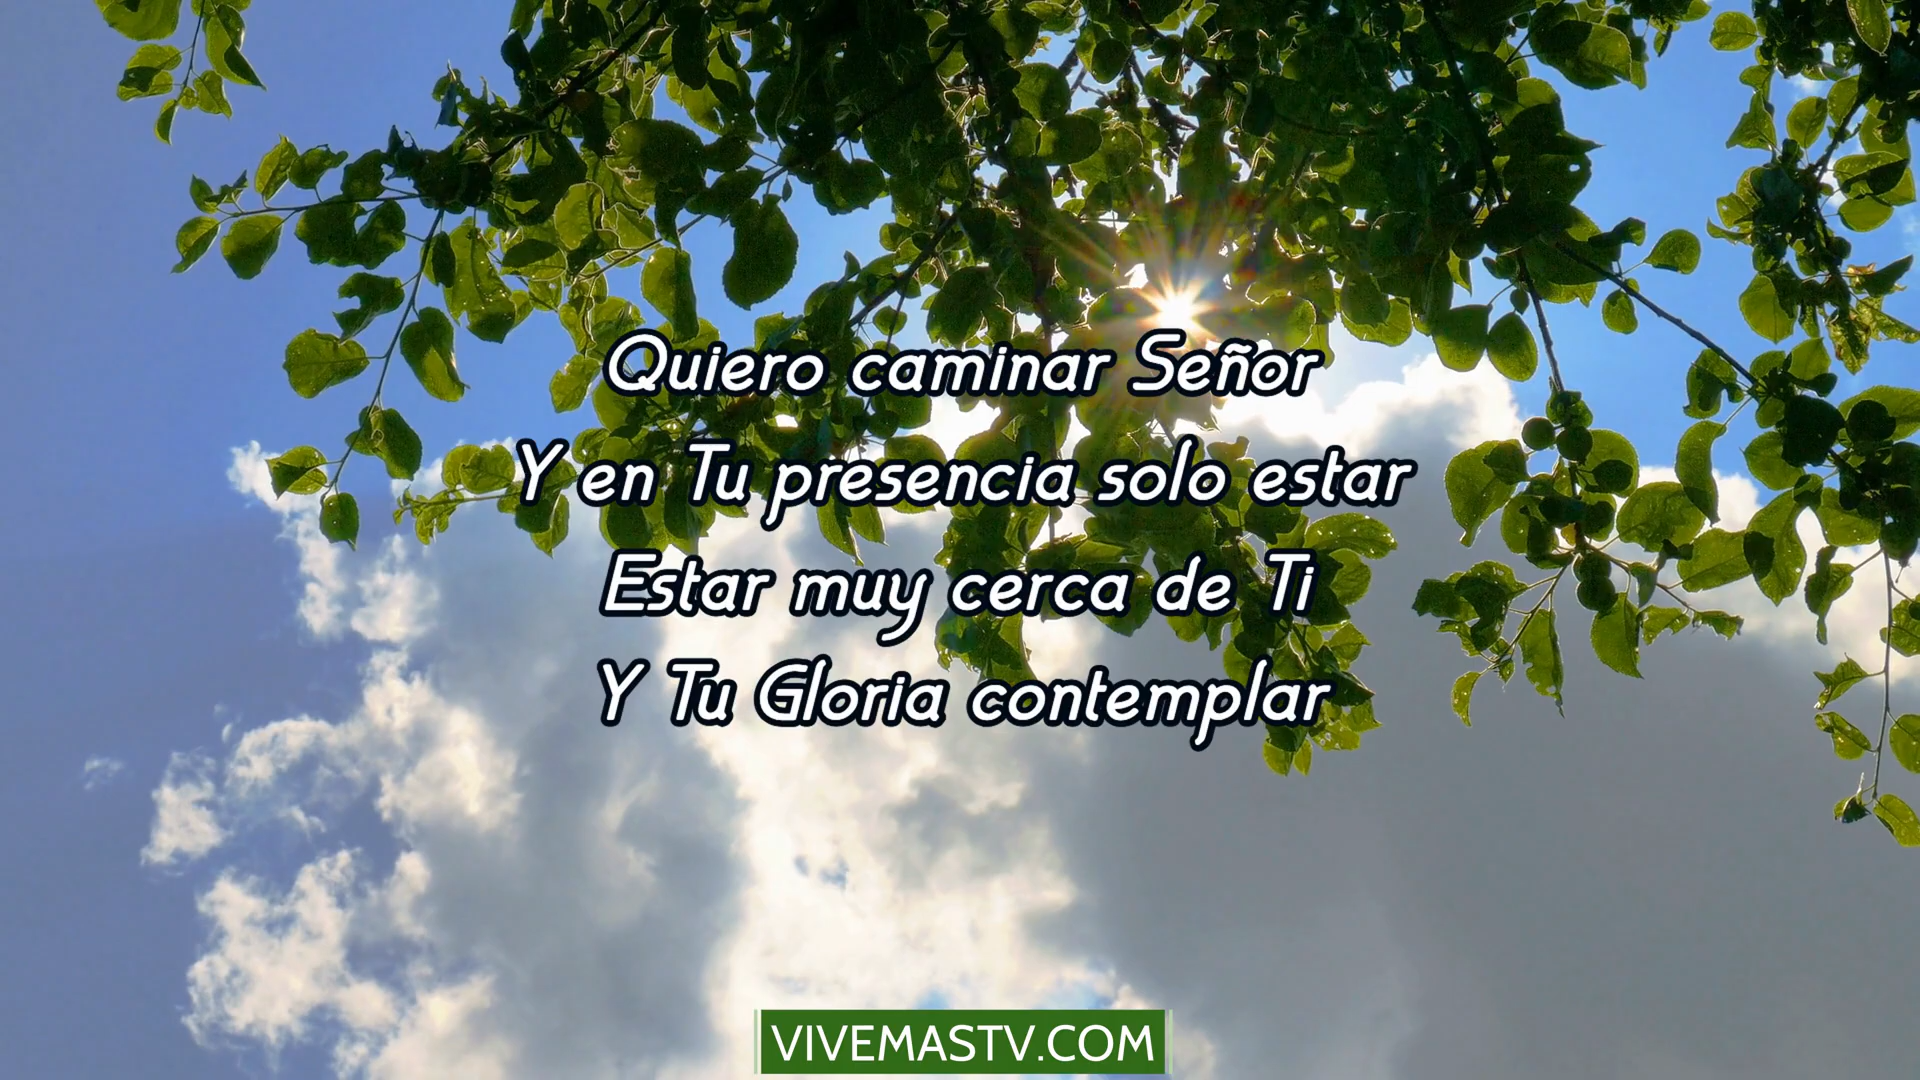 Quiero caminar Señor
Y en Tu presencia solo estar
Estar muy cerca de Ti
Y Tu Gloria contemplar
VIVEMASTV.COM